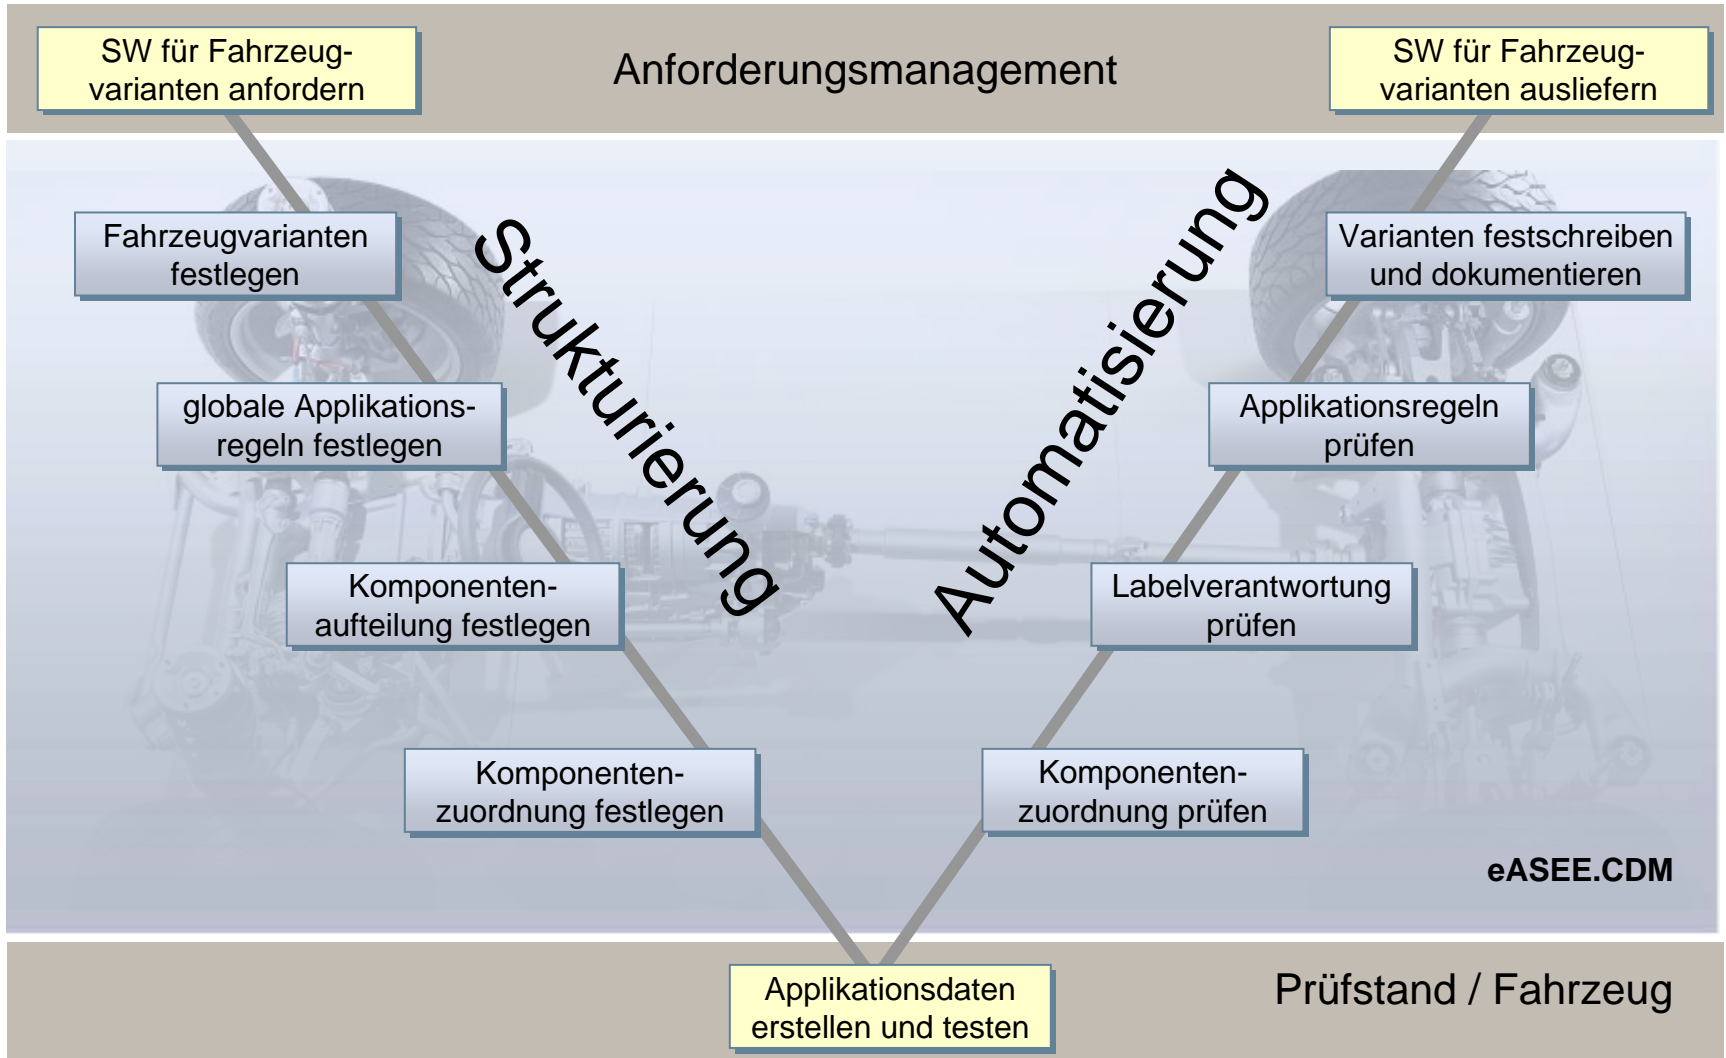 SW für Fahrzeug-
varianten anfordern
Anforderungsmanagement
SW für Fahrzeug-
varianten ausliefern
Fahrzeugvarianten
festlegen
Strukturierung
Automatisierung
Varianten festschreiben
und dokumentieren
globale Applikations-
regeln festlegen
Applikationsregeln
prüfen
Komponenten-
aufteilung festlegen
Labelverantwortung
prüfen
Komponenten-
zuordnung festlegen
Komponenten-
zuordnung prüfen
eASEE.CDM
Applikationsdaten
erstellen und testen
Prüfstand / Fahrzeug